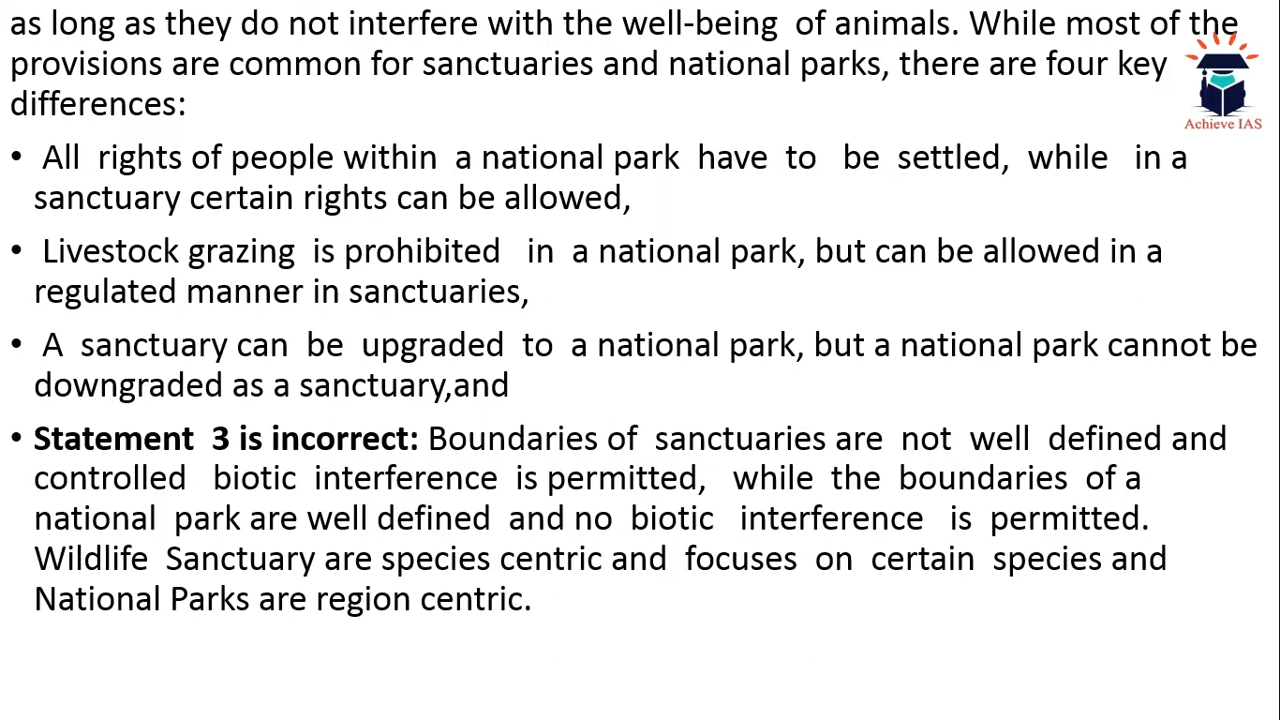 as long as they do not interfere with the well-being of animals. While most of the
provisions are common for sanctuaries and national parks, there are four key
differences:
Achieve IAS
• All rights of people within a national park have to be settled, while in a
sanctuary certain rights can be allowed,
• Livestock grazing is prohibited in a national park, but can be allowed in a
regulated manner in sanctuaries,
• A sanctuary can be upgraded to a national park, but a national park cannot be
downgraded as a sanctuary,and
• Statement 3 is incorrect: Boundaries of sanctuaries are not well defined and
controlled biotic interference is permitted, while the boundaries of a
national park are well defined and no biotic interference is permitted.
Wildlife Sanctuary are species centric and focuses on certain species and
National Parks are region centric.